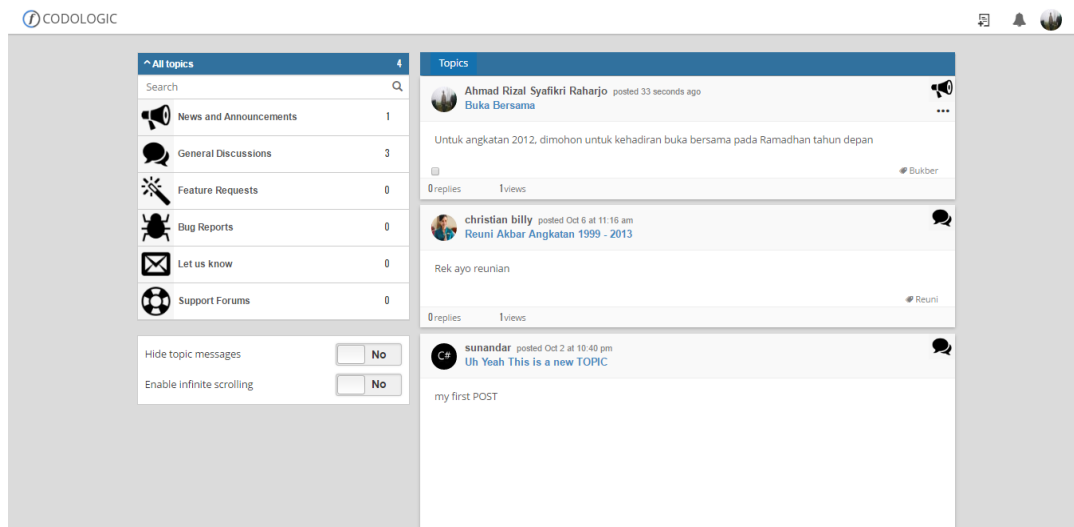 CODOLOGIC
All topics 4
Search
News and Announcements 1
General Discussions 3
Feature Requests 0
Bug Reports 0
Let us know 0
Support Forums 0
Hide topic messages No
Enable infinite scrolling No
Topics
Ahmad Rizal Syafikri Raharjo posted 33 seconds ago
Buka Bersama
Untuk angkatan 2012, dimohon untuk kehadiran buka bersama pada Ramadhan tahun depan
Bukber
0 replies 1 views
christian billy posted Oct 6 at 11:16 am
Reuni Akbar Angkatan 1999 - 2013
Rek ayo reunian
Reuni
0 replies 1 views
C#
sunandar posted Oct 2 at 10:40 pm
Uh Yeah This is a new TOPIC
my first POST